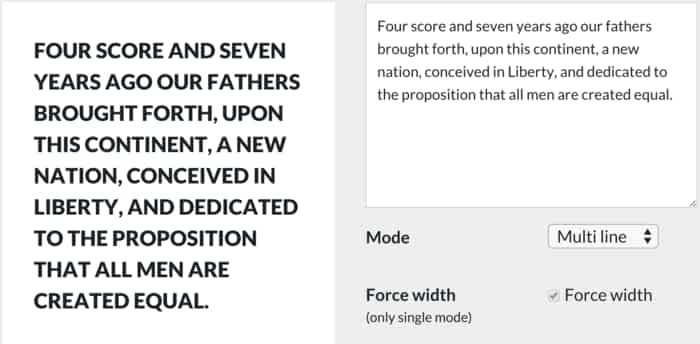 FOUR SCORE AND SEVEN
YEARS AGO OUR FATHERS
BROUGHT FORTH, UPON
THIS CONTINENT, A NEW
NATION, CONCEIVED IN
LIBERTY, AND DEDICATED
TO THE PROPOSITION
THAT ALL MEN ARE
CREATED EQUAL.
Four score and seven years ago our fathers
brought forth, upon this continent, a new
nation, conceived in Liberty, and dedicated to
the proposition that all men are created equal.
Mode
Multi line
Force width
(only single mode)
Force width